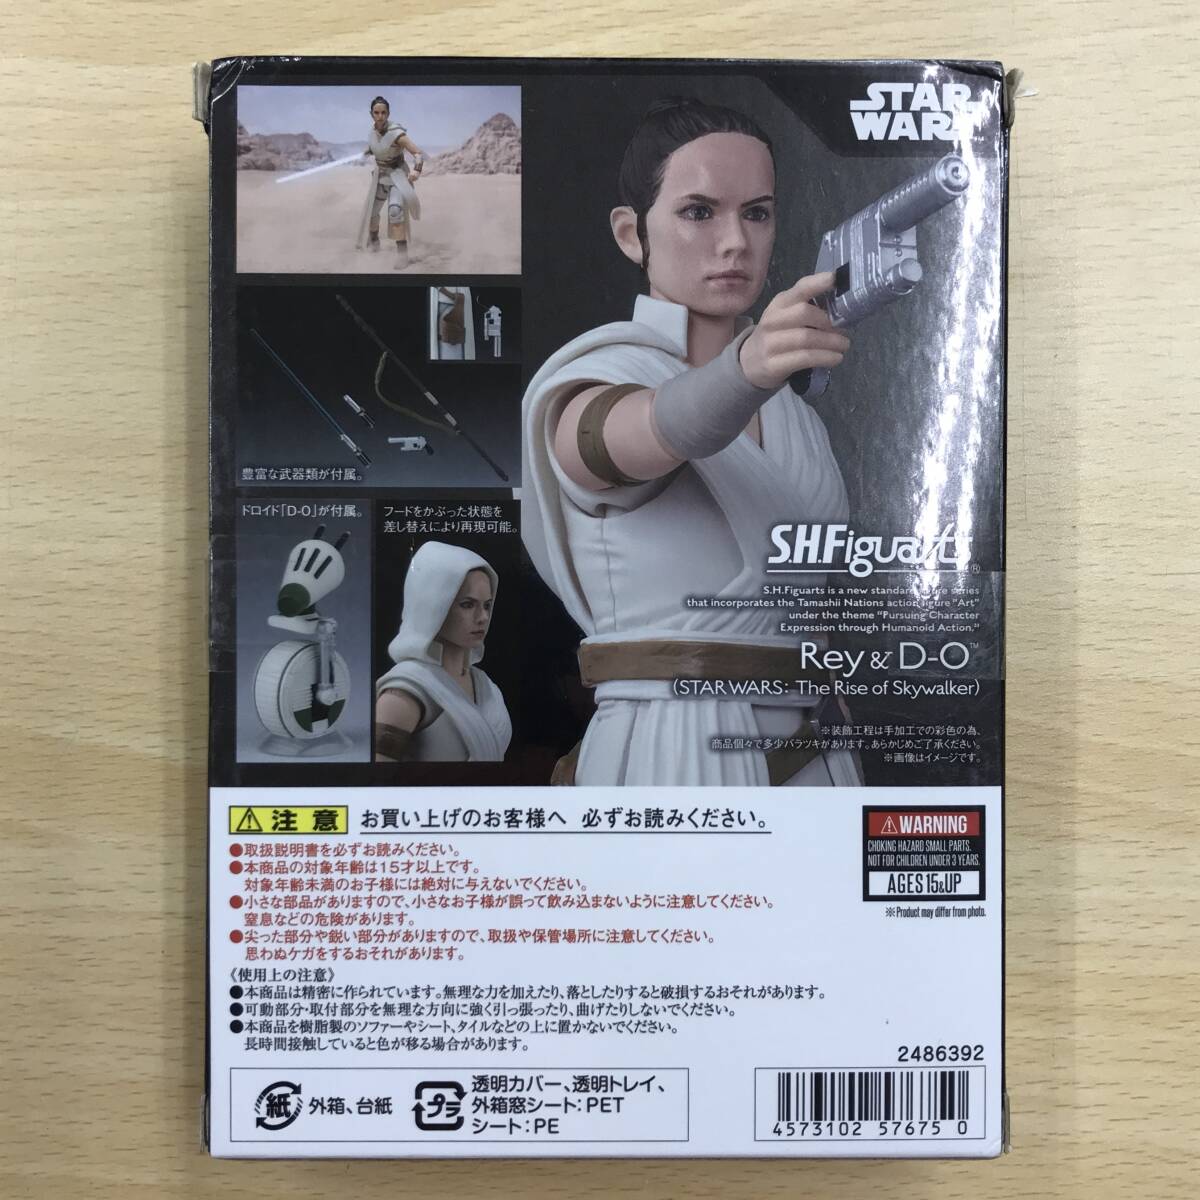 STAR
WARS
豊富な武器類が付属。
ドロイド「D-O」が付属。
フードをかぶった状態を
差し替えにより再現可能。
S.H.Figuarts®
S.H.Figuarts is a new standard figure series
that incorporates the Tamashii Nations action figure "Art"
under the theme "Pursuing Character
Expression through Humanoid Action."
Rey & D-O™
(STAR WARS: The Rise of Skywalker)
※装飾工程は手加工での彩色の為、
商品個々で多少バラツキがあります。あらかじめご了承ください。
※画像はイメージです。
注意 お買い上げのお客様へ 必ずお読みください。
●取扱説明書を必ずお読みください。
●本商品の対象年齢は15才以上です。
対象年齢未満のお子様には絶対に与えないでください。
●小さな部品がありますので、小さなお子様が誤って飲み込まないように注意してください。
窒息などの危険があります。
●尖った部分や鋭い部分がありますので、取扱や保管場所に注意してください。
思わぬケガをするおそれがあります。
《使用上の注意》
●本商品は精密に作られています。無理な力を加えたり、落としたりすると破損するおそれがあります。
●可動部分・取付部分を無理な方向に強く引っ張ったり、曲げたりしないでください。
●本商品を樹脂製のソファーやシート、タイルなどの上に置かないでください。
長時間接触していると色が移る場合があります。
WARNING
CHOKING HAZARD SMALL PARTS.
NOT FOR CHILDREN UNDER 3 YEARS.
AGES 15&UP
※Product may differ from photo.
2486392
紙 外箱、台紙
プラ 透明カバー、透明トレイ、
外箱窓シート:PET
シート:PE
4573102 57675 0